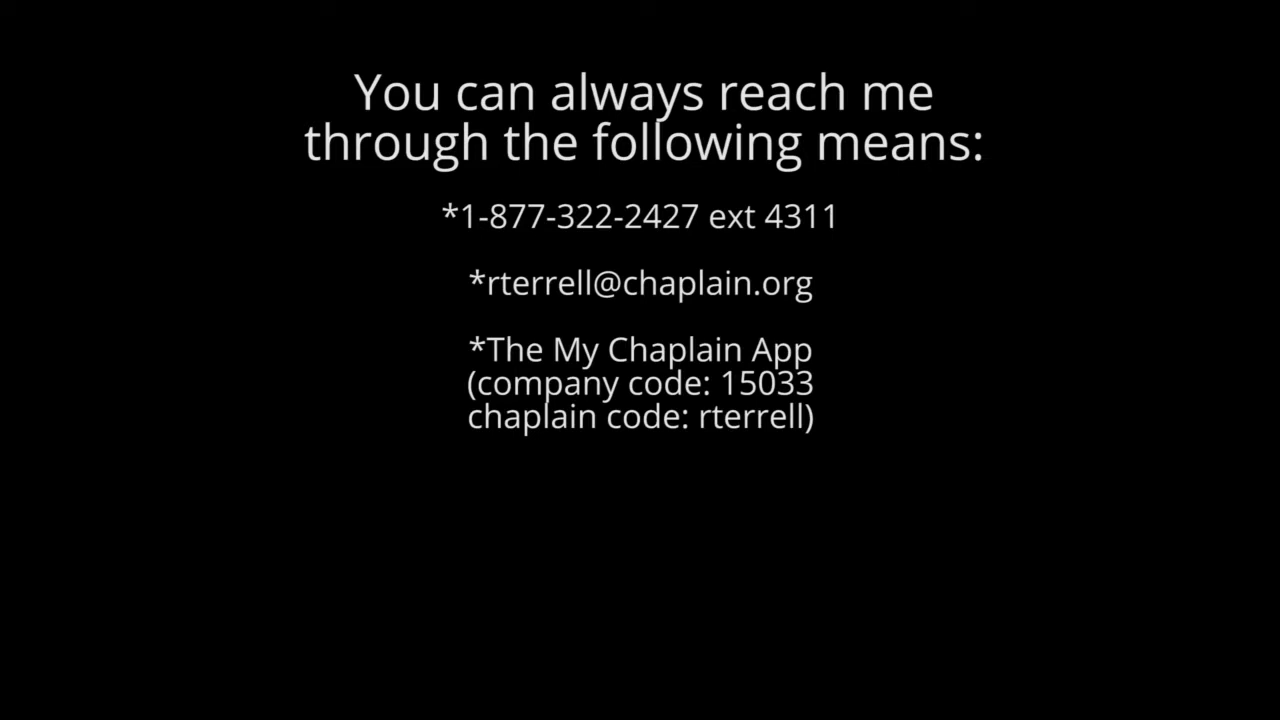 You can always reach me
through the following means:
*1-877-322-2427 ext 4311
*rterrell@chaplain.org
*The My Chaplain App
(company code: 15033
chaplain code: rterrell)